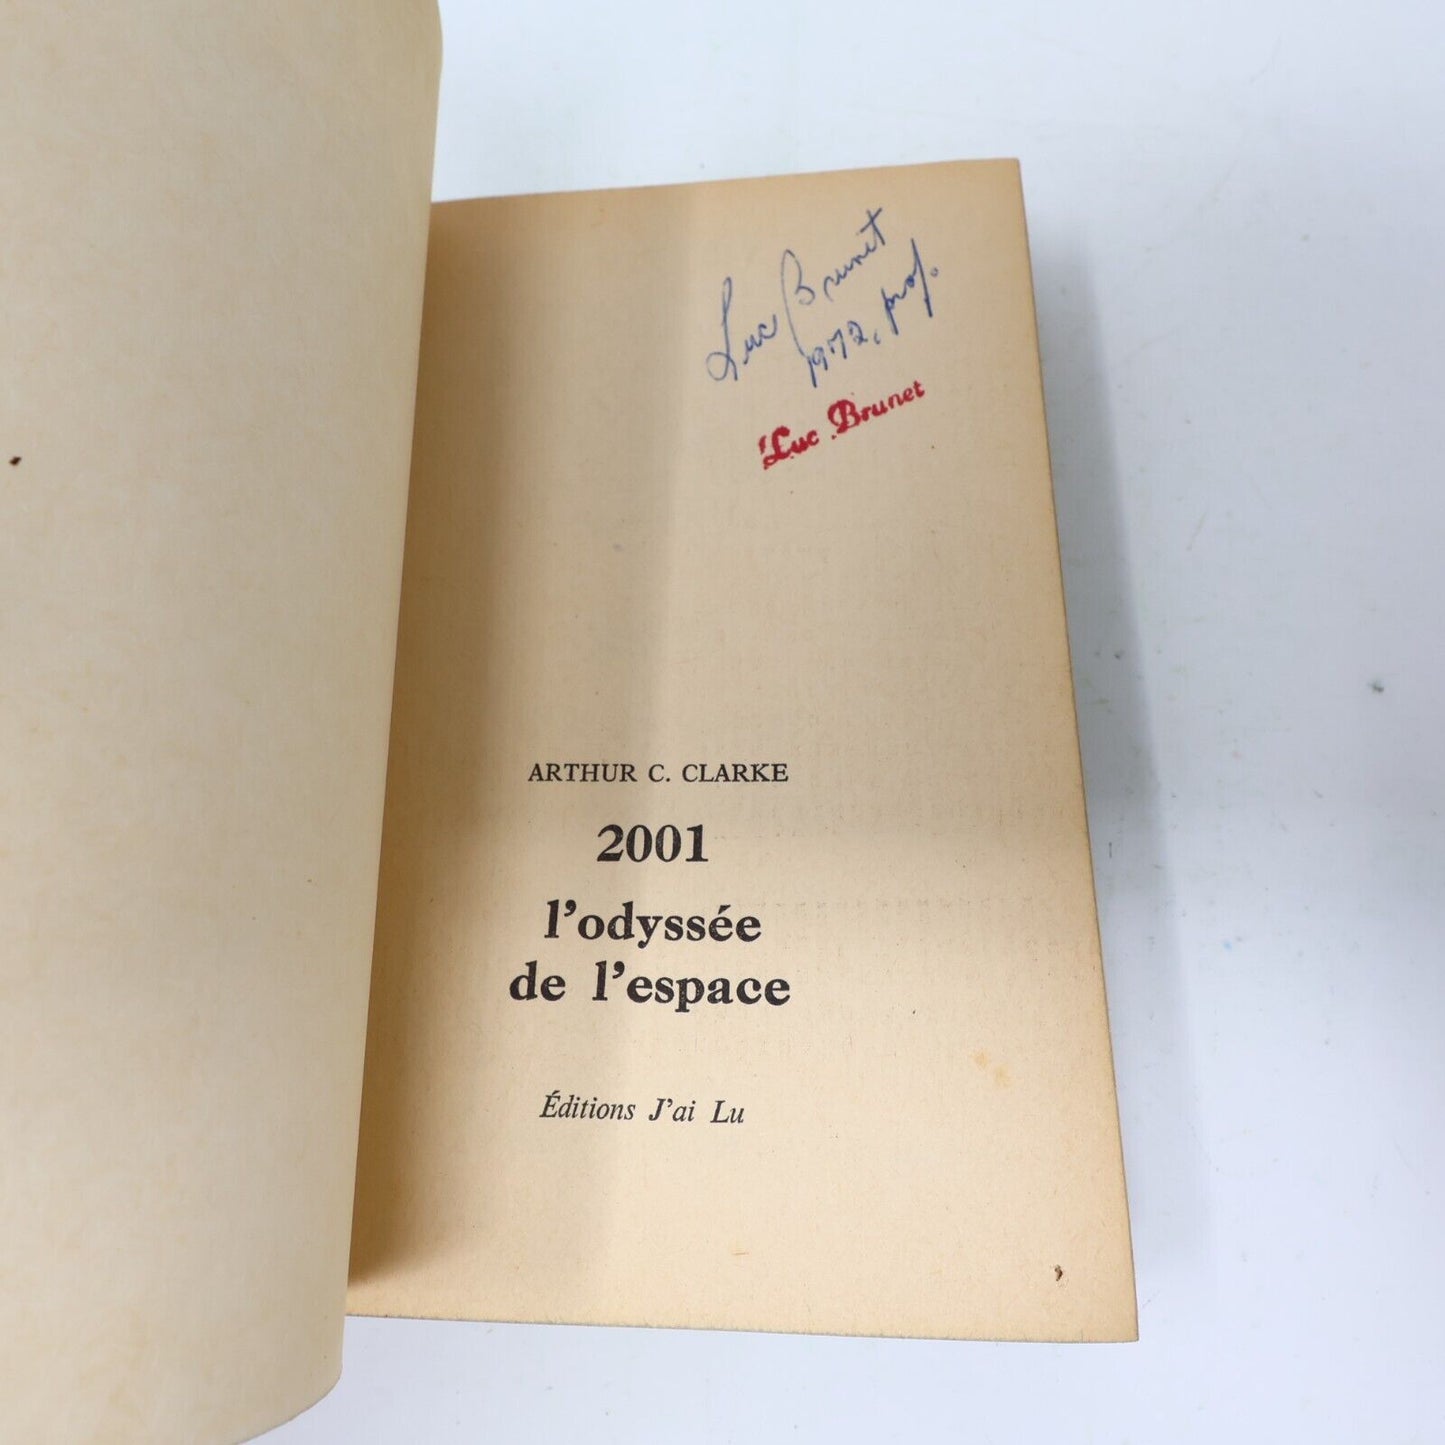 Luc Brunet
1972, prof.
Luc Brunet
ARTHUR C. CLARKE
2001
l'odyssée
de l'espace
Éditions J'ai Lu